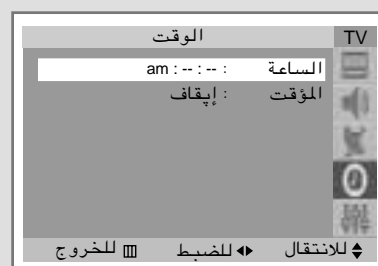 TV
الوقت
الساعة : -- : -- am
المؤقت : إيقاف
للانتقال للضبط للخروج